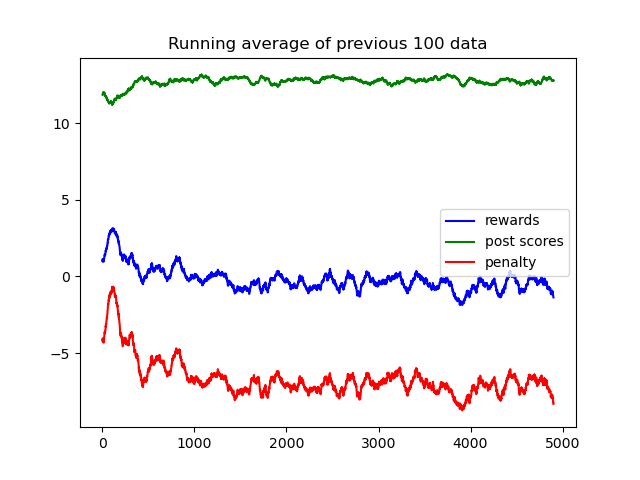 Running average of previous 100 data
10
5
0
−5
rewards
post scores
penalty
0 1000 2000 3000 4000 5000